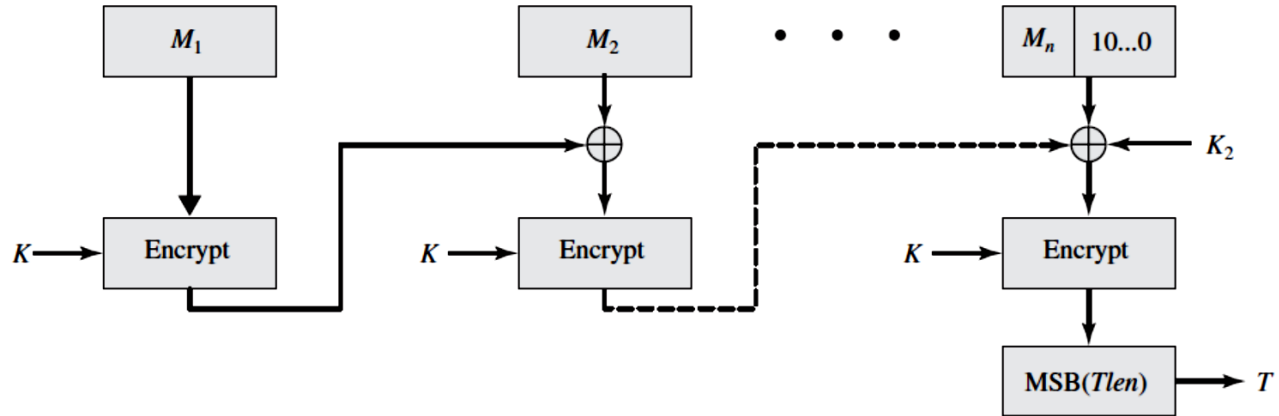 M1
M2
• • •
Mn 10...0
K2
K Encrypt
K Encrypt
K Encrypt
MSB(Tlen)
T